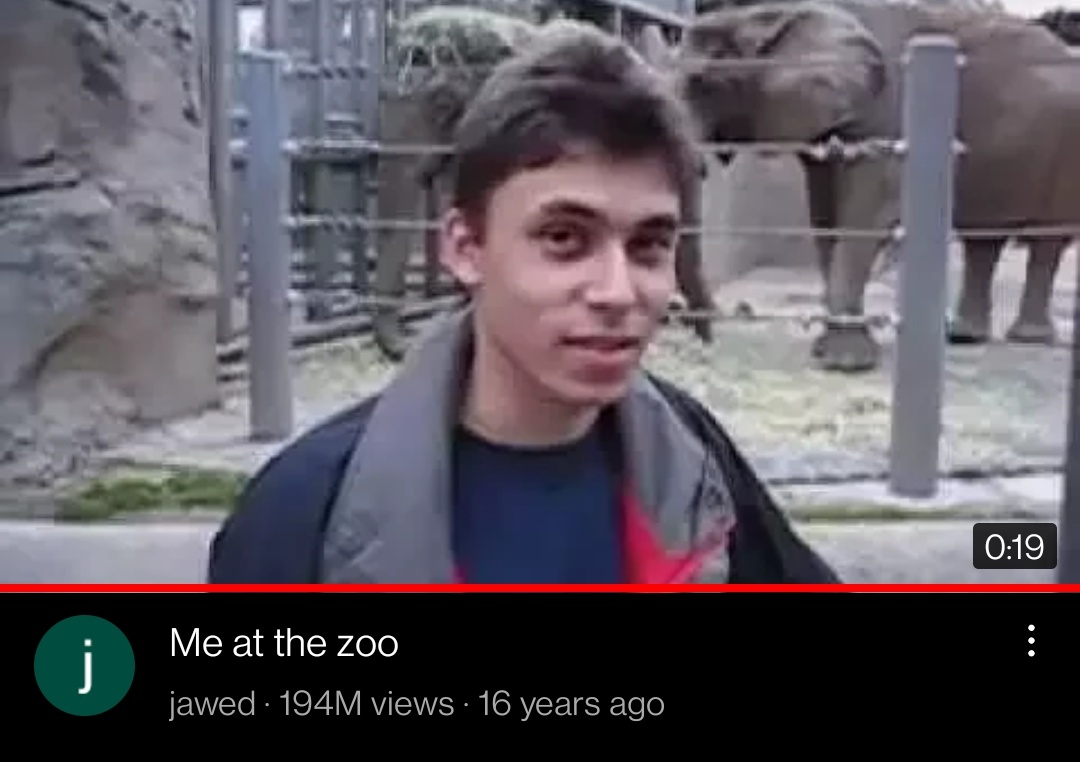 0:19
j
Me at the zoo
jawed · 194M views · 16 years ago